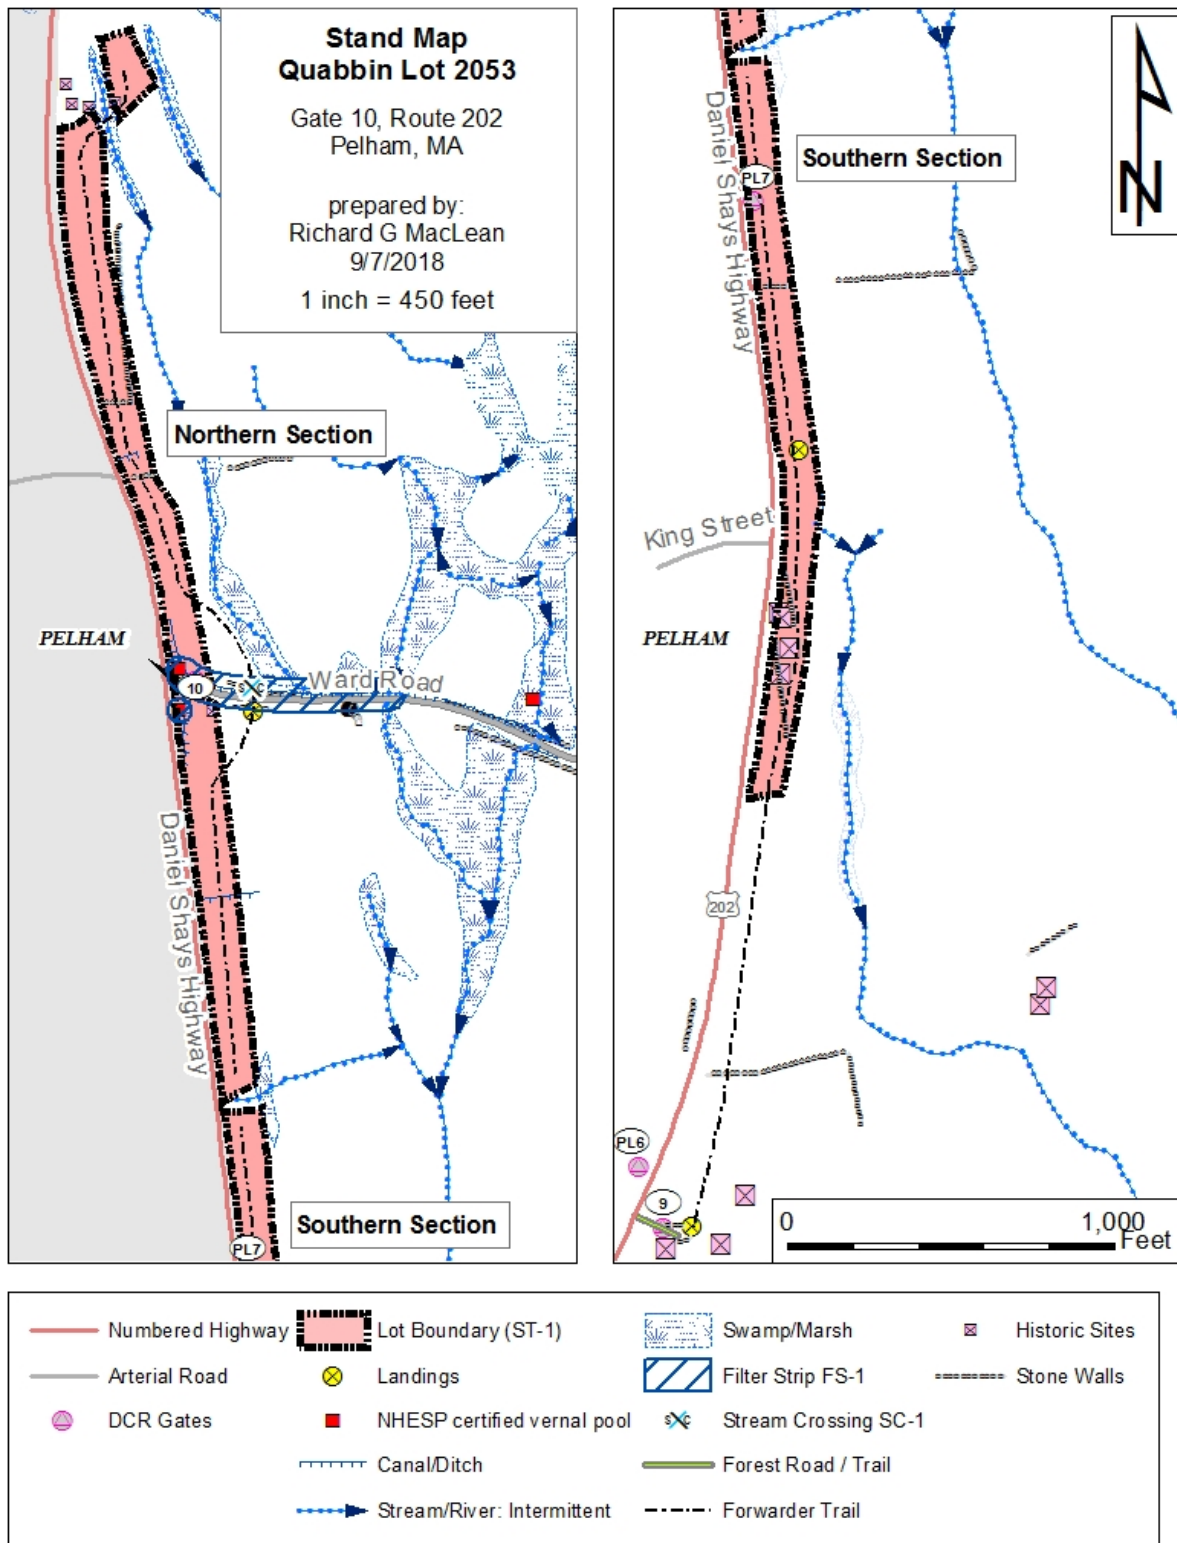 Stand Map
Quabbin Lot 2053
Gate 10, Route 202
Pelham, MA
prepared by:
Richard G MacLean
9/7/2018
1 inch = 450 feet
Northern Section
PELHAM
10
S C
Ward Road
Daniel Shays Highway
Southern Section
PL7
N
Southern Section
Daniel Shays Highway
PL7
King Street
PELHAM
202
PL6
9
0 1,000
Feet
Numbered Highway
Lot Boundary (ST-1)
Swamp/Marsh
Historic Sites
Arterial Road
Landings
Filter Strip FS-1
Stone Walls
DCR Gates
NHESP certified vernal pool
S C
Stream Crossing SC-1
Canal/Ditch
Forest Road / Trail
Stream/River: Intermittent
Forwarder Trail